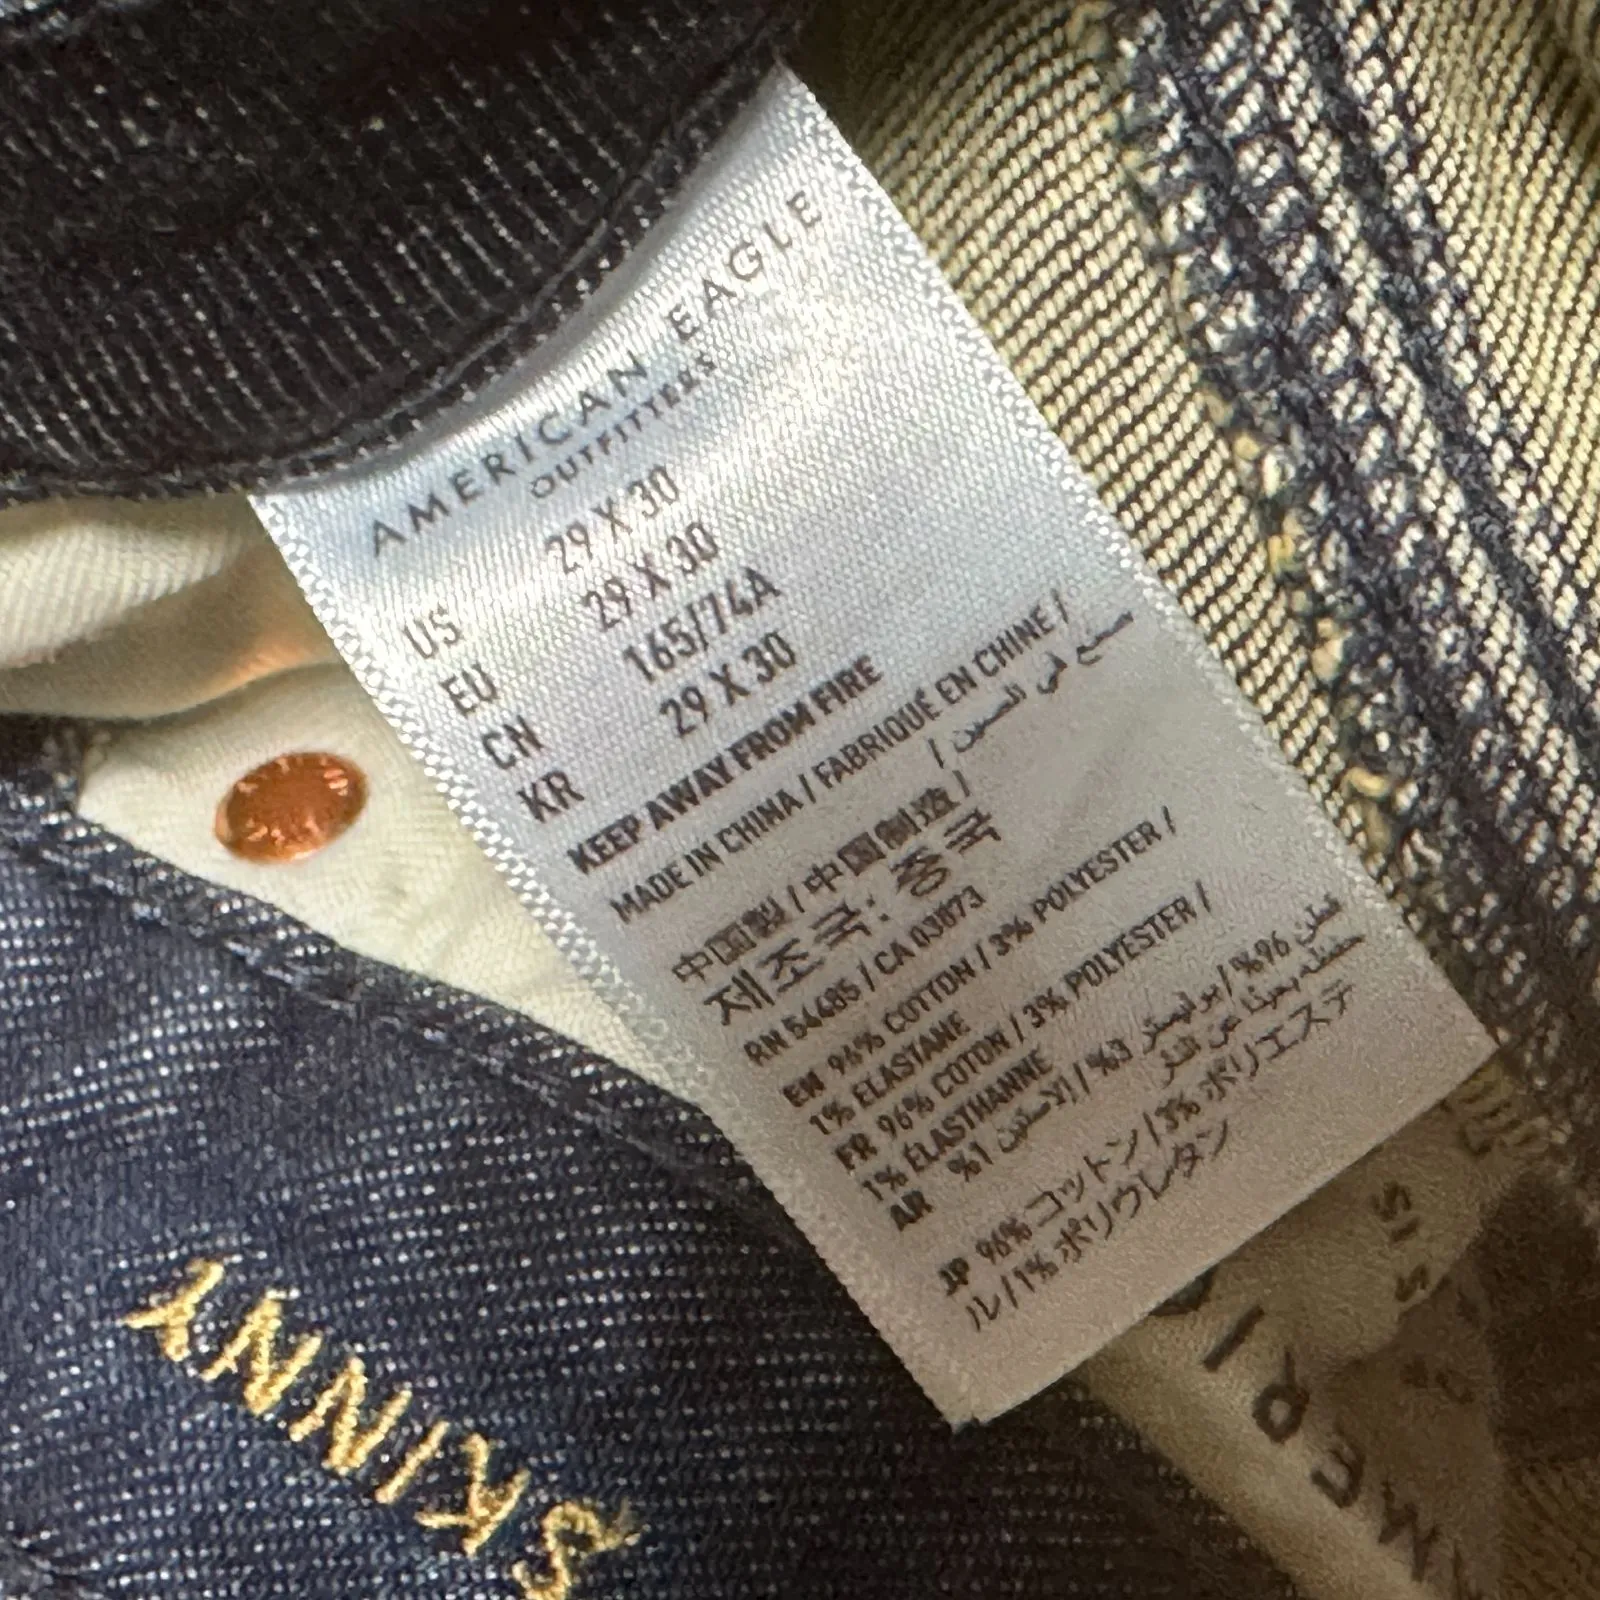 AMERICAN EAGLE
OUTFITTERS
US 29 X 30
EU 29 X 30
CN 165/74A
KR 29 X 30
KEEP AWAY FROM FIRE
MADE IN CHINA / FABRIQUÉ EN CHINE /
صنع في الصين /
中国製 / 中国制造 /
제조국: 중국
RN 54485 / CA 03873
EN 96% COTTON / 3% POLYESTER /
1% ELASTANE
FR 96% COTON / 3% POLYESTER /
1% ÉLASTHANNE
AR %96 قطن / بوليستر %3 / الاستين %1
JP 96% コットン / 3% ポリエステ
ル / 1% ポリウレタン
SKINNY